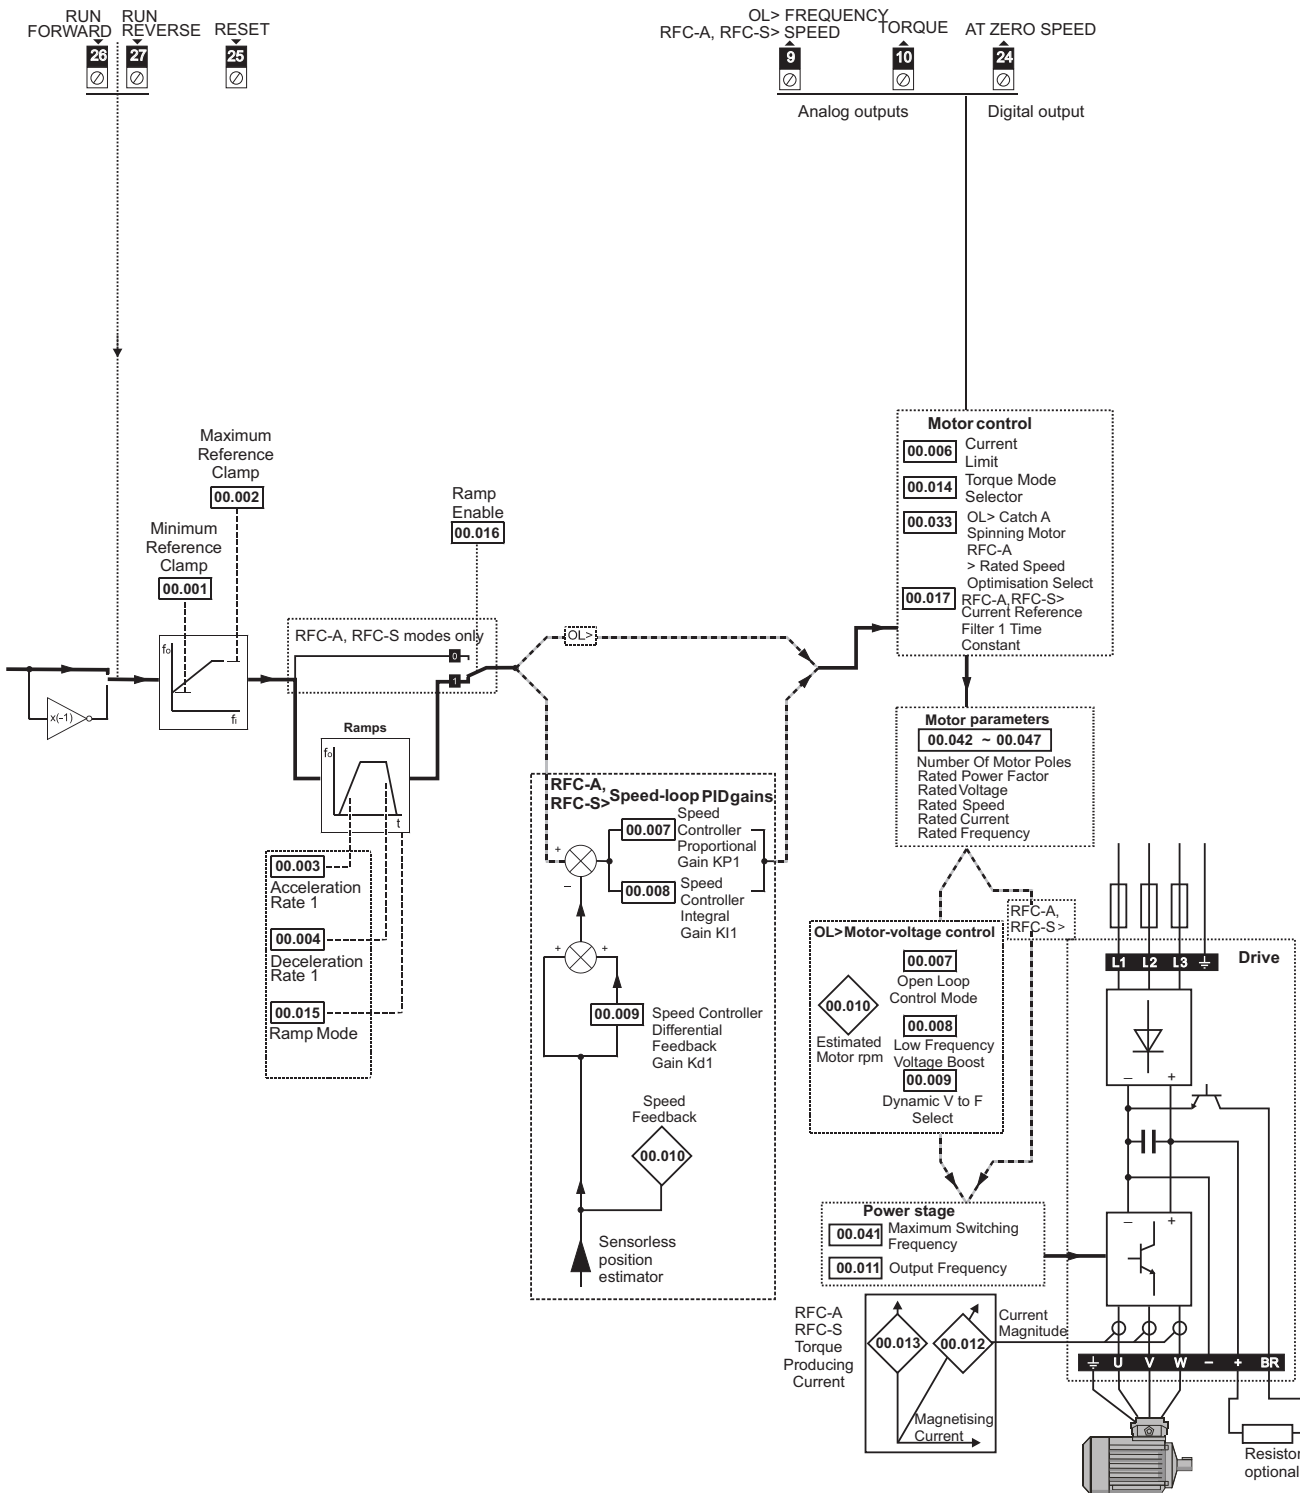 RUN
FORWARD
RUN
REVERSE
RESET
26
27
25
OL> FREQUENCY
RFC-A, RFC-S> SPEED
TORQUE
AT ZERO SPEED
9
10
24
Analog outputs
Digital output
Maximum
Reference
Clamp
00.002
Minimum
Reference
Clamp
00.001
Ramp
Enable
00.016
RFC-A, RFC-S modes only
0
1
OL>
x(-1)
fo
fi
Ramps
fo
t
00.003
Acceleration
Rate 1
00.004
Deceleration
Rate 1
00.015
Ramp Mode
RFC-A,
RFC-S>
Speed-loop PID gains
+
–
00.007
Speed
Controller
Proportional
Gain KP1
00.008
Speed
Controller
Integral
Gain KI1
+
+
00.009
Speed Controller
Differential
Feedback
Gain Kd1
Speed
Feedback
00.010
Sensorless
position
estimator
Motor control
00.006
Current
Limit
00.014
Torque Mode
Selector
00.033
OL> Catch A
Spinning Motor
RFC-A
> Rated Speed
Optimisation Select
00.017
RFC-A, RFC-S>
Current Reference
Filter 1 Time
Constant
Motor parameters
00.042 ~ 00.047
Number Of Motor Poles
Rated Power Factor
Rated Voltage
Rated Speed
Rated Current
Rated Frequency
RFC-A,
RFC-S >
OL>Motor-voltage control
00.007
Open Loop
Control Mode
00.010
Estimated
Motor rpm
00.008
Low Frequency
Voltage Boost
00.009
Dynamic V to F
Select
Power stage
00.041
Maximum Switching
Frequency
00.011
Output Frequency
RFC-A
RFC-S
Torque
Producing
Current
00.013
00.012
Current
Magnitude
Magnetising
Current
L1 L2 L3
Drive
– +
– +
U V W – + BR
Resistor
optional